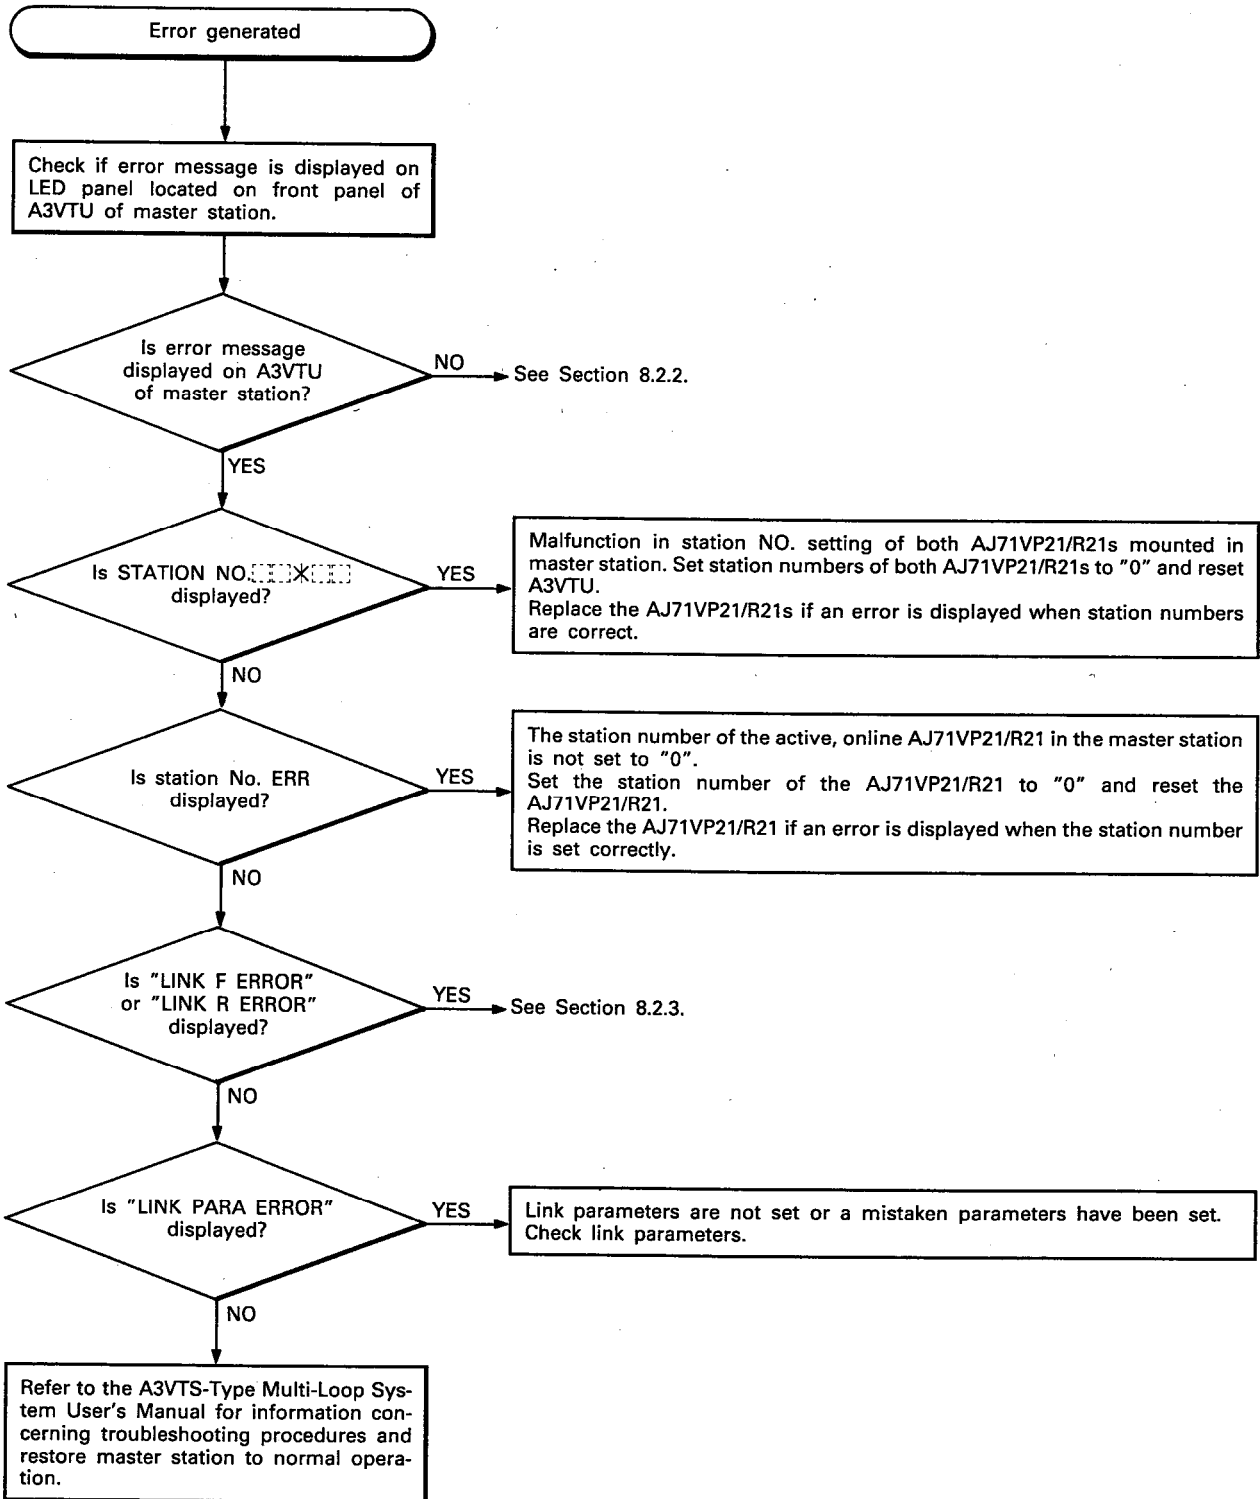 Error generated
Check if error message is displayed on
LED panel located on front panel of
A3VTU of master station.
Is error message
displayed on A3VTU
of master station?
NO
See Section 8.2.2.
YES
Is STATION NO.
displayed?
YES
Malfunction in station NO. setting of both AJ71VP21/R21s mounted in
master station. Set station numbers of both AJ71VP21/R21s to "0" and reset
A3VTU.
Replace the AJ71VP21/R21s if an error is displayed when station numbers
are correct.
NO
Is station No. ERR
displayed?
YES
The station number of the active, online AJ71VP21/R21 in the master station
is not set to "0".
Set the station number of the AJ71VP21/R21 to "0" and reset the
AJ71VP21/R21.
Replace the AJ71VP21/R21 if an error is displayed when the station number
is set correctly.
NO
Is "LINK F ERROR"
or "LINK R ERROR"
displayed?
YES
See Section 8.2.3.
NO
Is "LINK PARA ERROR"
displayed?
YES
Link parameters are not set or a mistaken parameters have been set.
Check link parameters.
NO
Refer to the A3VTS-Type Multi-Loop Sys-
tem User's Manual for information con-
cerning troubleshooting procedures and
restore master station to normal opera-
tion.